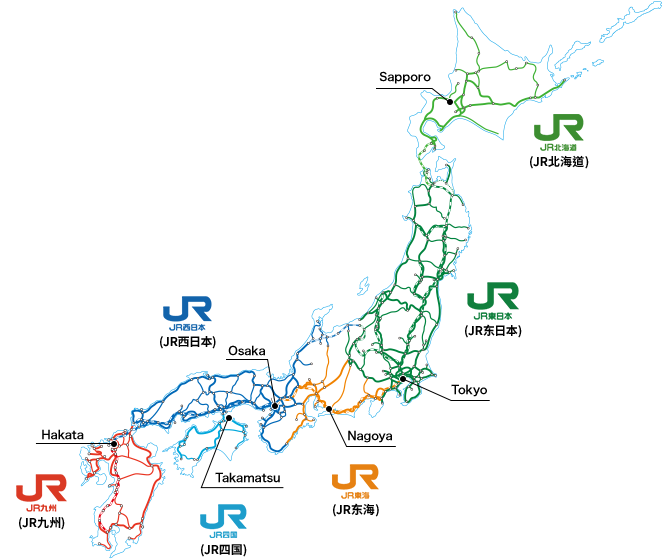 Sapporo
JR
JR北海道
(JR北海道)
JR
JR東日本
(JR东日本)
JR
JR西日本
(JR西日本)
Osaka
Tokyo
Hakata
Nagoya
Takamatsu
JR
JR九州
(JR九州)
JR
JR四国
(JR四国)
JR
JR東海
(JR东海)